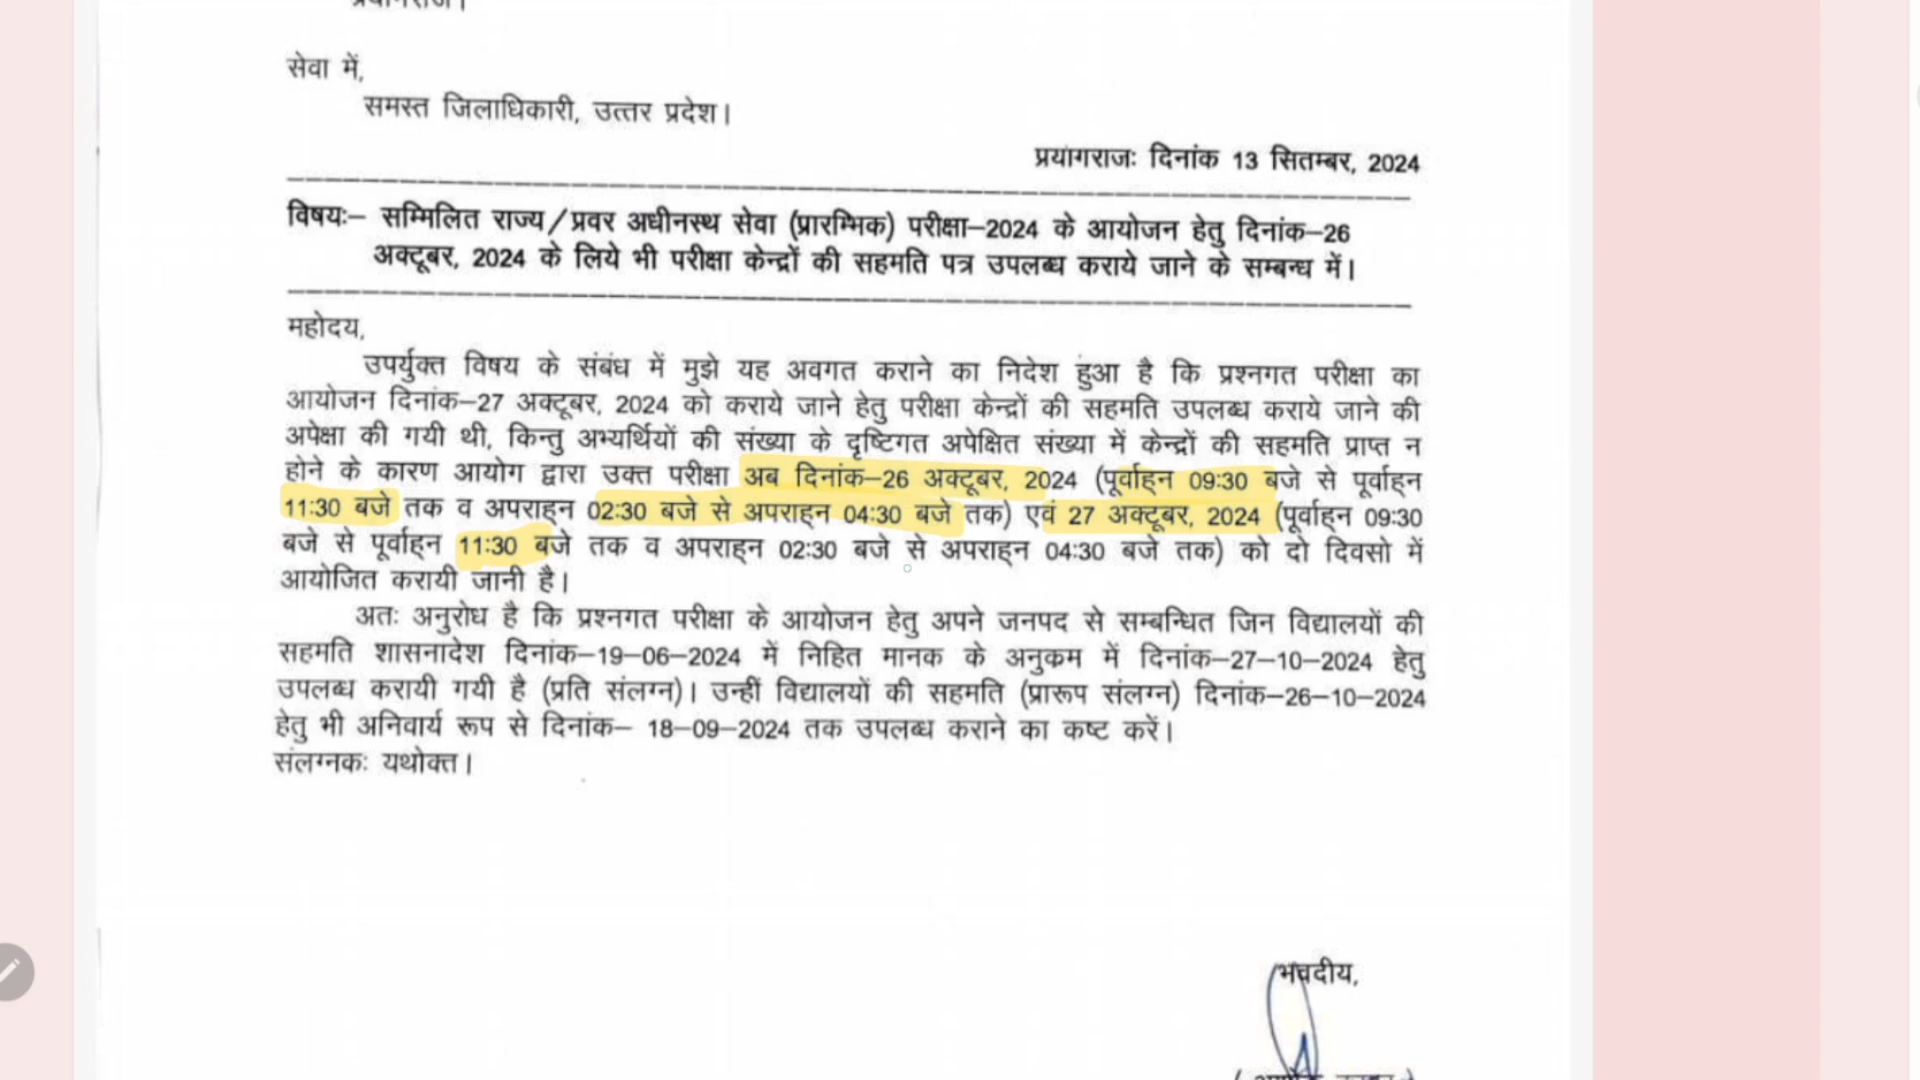 प्रयागराज।
सेवा में,
समस्त जिलाधिकारी, उत्तर प्रदेश।
प्रयागराजः दिनांक 13 सितम्बर, 2024
विषयः– सम्मिलित राज्य/प्रवर अधीनस्थ सेवा (प्रारम्भिक) परीक्षा–2024 के आयोजन हेतु दिनांक–26
अक्टूबर, 2024 के लिये भी परीक्षा केन्द्रों की सहमति पत्र उपलब्ध कराये जाने के सम्बन्ध में।
महोदय,
उपर्युक्त विषय के संबंध में मुझे यह अवगत कराने का निदेश हुआ है कि प्रश्नगत परीक्षा का
आयोजन दिनांक–27 अक्टूबर, 2024 को कराये जाने हेतु परीक्षा केन्द्रों की सहमति उपलब्ध कराये जाने की
अपेक्षा की गयी थी, किन्तु अभ्यर्थियों की संख्या के दृष्टिगत अपेक्षित संख्या में केन्द्रों की सहमति प्राप्त न
होने के कारण आयोग द्वारा उक्त परीक्षा अब दिनांक–26 अक्टूबर, 2024 (पूर्वाह्न 09:30 बजे से पूर्वाह्न
11:30 बजे तक व अपराह्न 02:30 बजे से अपराह्न 04:30 बजे तक) एवं 27 अक्टूबर, 2024 (पूर्वाह्न 09:30
बजे से पूर्वाह्न 11:30 बजे तक व अपराह्न 02:30 बजे से अपराह्न 04:30 बजे तक) को दो दिवसो में
आयोजित करायी जानी है।
अतः अनुरोध है कि प्रश्नगत परीक्षा के आयोजन हेतु अपने जनपद से सम्बन्धित जिन विद्यालयों की
सहमति शासनादेश दिनांक–19–06–2024 में निहित मानक के अनुकम में दिनांक–27–10–2024 हेतु
उपलब्ध करायी गयी है (प्रति संलग्न)। उन्हीं विद्यालयों की सहमति (प्रारूप संलग्न) दिनांक–26–10–2024
हेतु भी अनिवार्य रूप से दिनांक– 18–09–2024 तक उपलब्ध कराने का कष्ट करें।
संलग्नकः यथोक्त।
भवदीय,